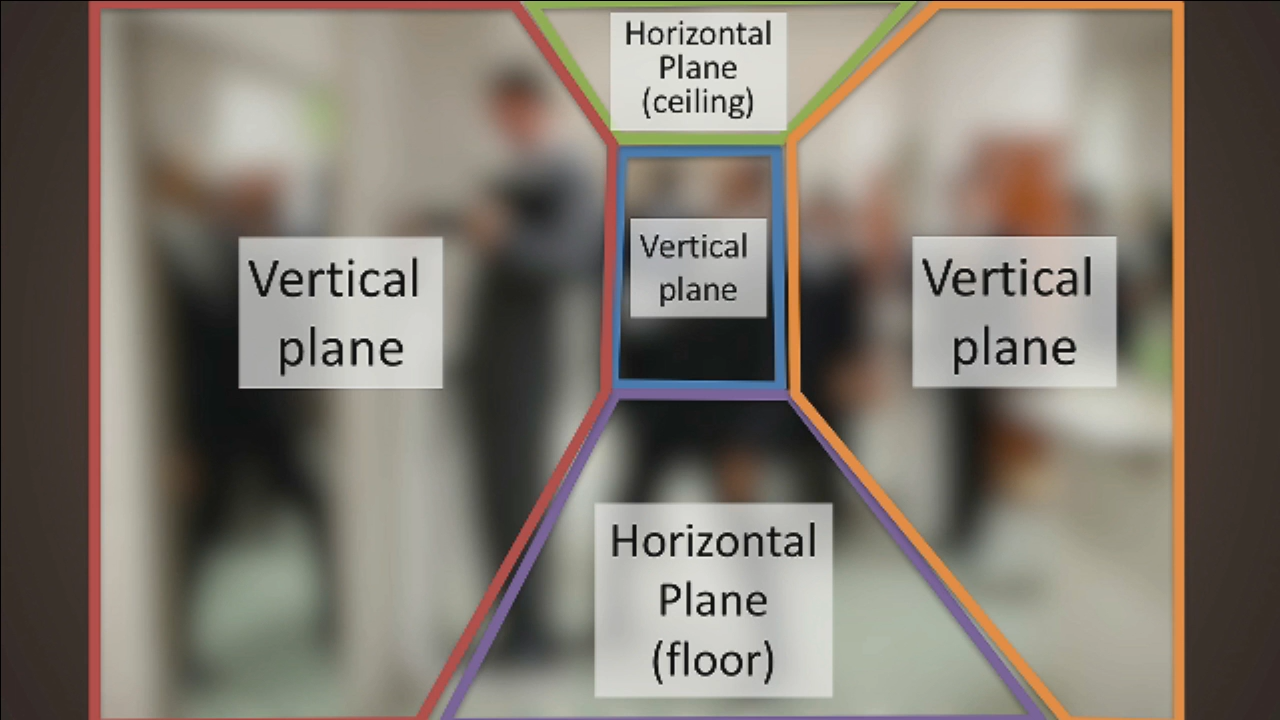 Horizontal
Plane
(ceiling)
Vertical
plane
Vertical
plane
Vertical
plane
Horizontal
Plane
(floor)